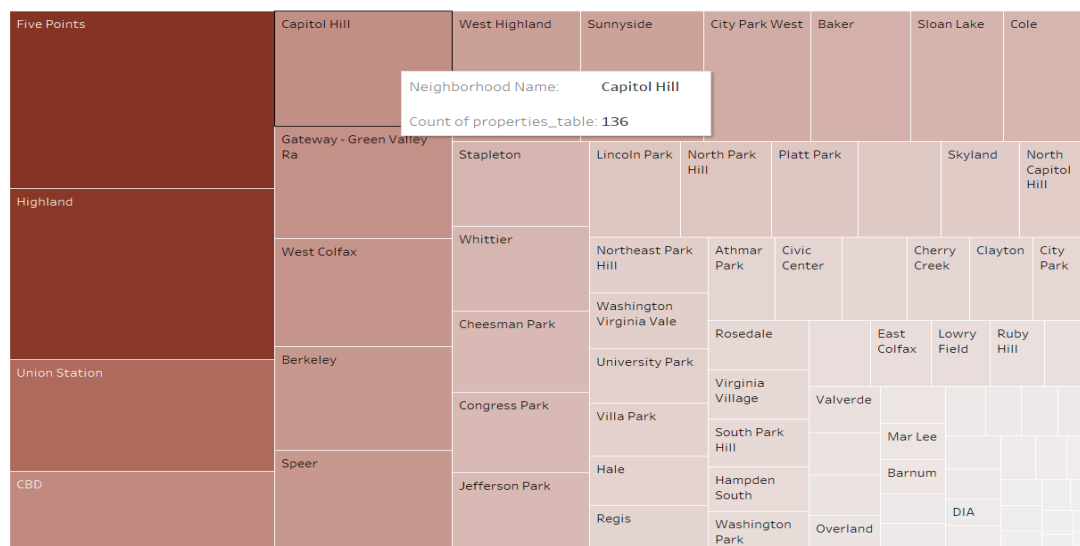 Five Points
Capitol Hill
West Highland
Sunnyside
City Park West
Baker
Sloan Lake
Cole
Neighborhood Name: Capitol Hill
Count of properties_table: 136
Gateway - Green Valley
Ra
Stapleton
Lincoln Park
North Park
Hill
Platt Park
Skyland
North
Capitol
Hill
Highland
Whittier
West Colfax
Northeast Park
Hill
Athmar
Park
Civic
Center
Cherry
Creek
Clayton
City
Park
Washington
Virginia Vale
Cheesman Park
Rosedale
East
Colfax
Lowry
Field
Ruby
Hill
Union Station
Berkeley
University Park
Virginia
Village
Valverde
Congress Park
Villa Park
South Park
Hill
Mar Lee
Speer
Hale
Barnum
CBD
Jefferson Park
Hampden
South
Regis
DIA
Washington
Park
Overland